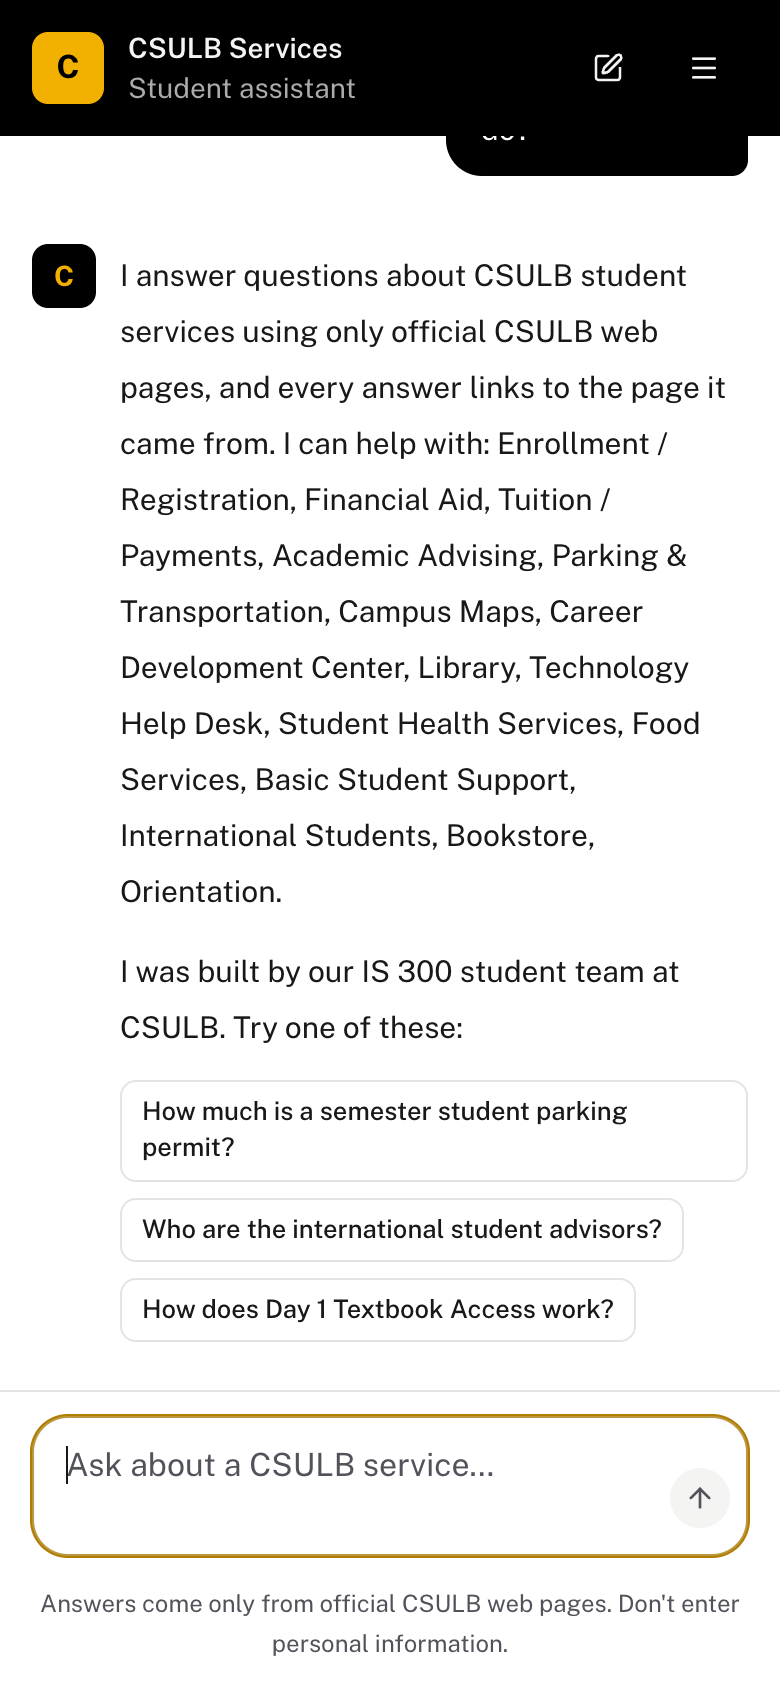 C
CSULB Services
Student assistant
C
I answer questions about CSULB student
services using only official CSULB web
pages, and every answer links to the page it
came from. I can help with: Enrollment /
Registration, Financial Aid, Tuition /
Payments, Academic Advising, Parking &
Transportation, Campus Maps, Career
Development Center, Library, Technology
Help Desk, Student Health Services, Food
Services, Basic Student Support,
International Students, Bookstore,
Orientation.
I was built by our IS 300 student team at
CSULB. Try one of these:
How much is a semester student parking
permit?
Who are the international student advisors?
How does Day 1 Textbook Access work?
Ask about a CSULB service...
Answers come only from official CSULB web pages. Don't enter
personal information.